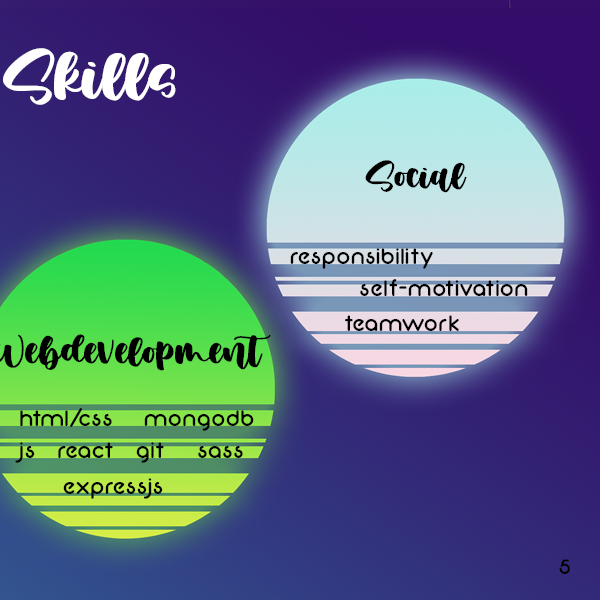 Skills
Social
responsibility
self-motivation
teamwork
Webdevelopment
html/css mongodb
js react git sass
expressjs
5